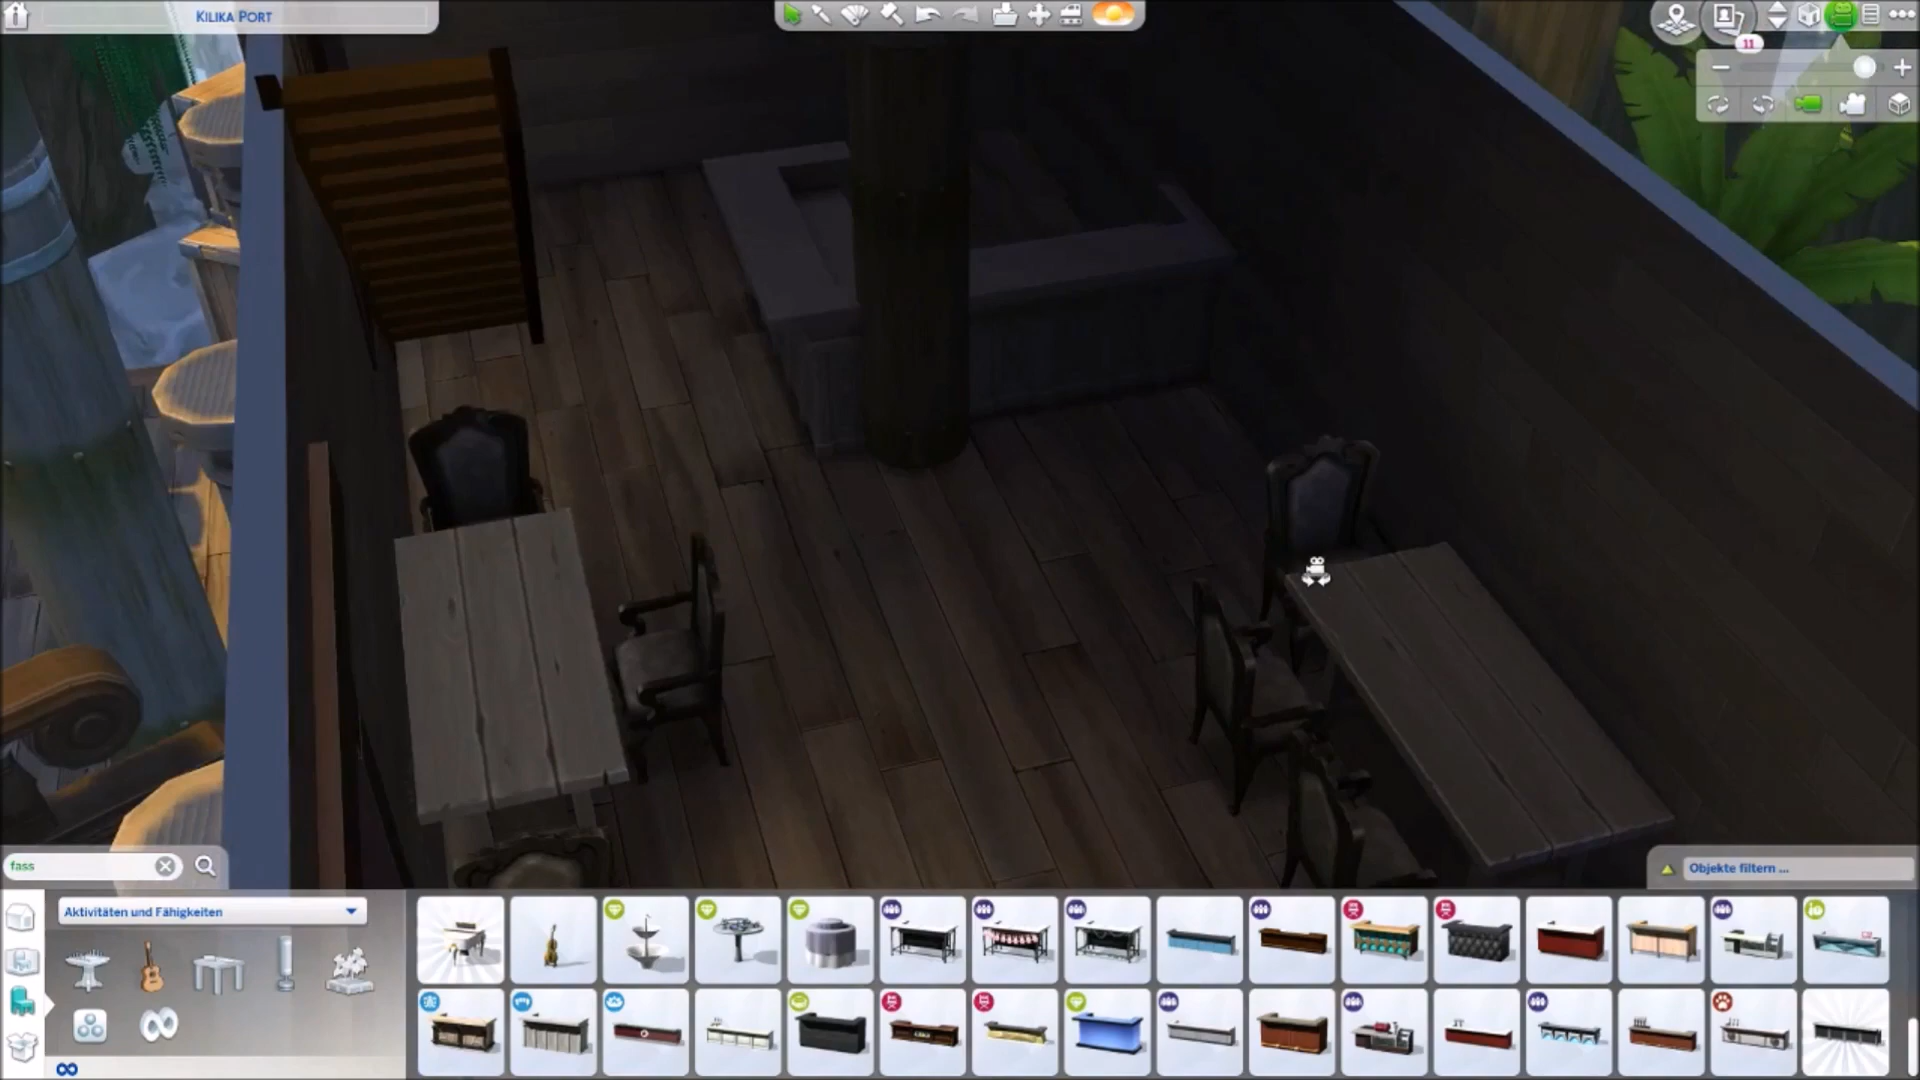 Kilika Port
11
fass
Objekte filtern ...
Aktivitäten und Fähigkeiten